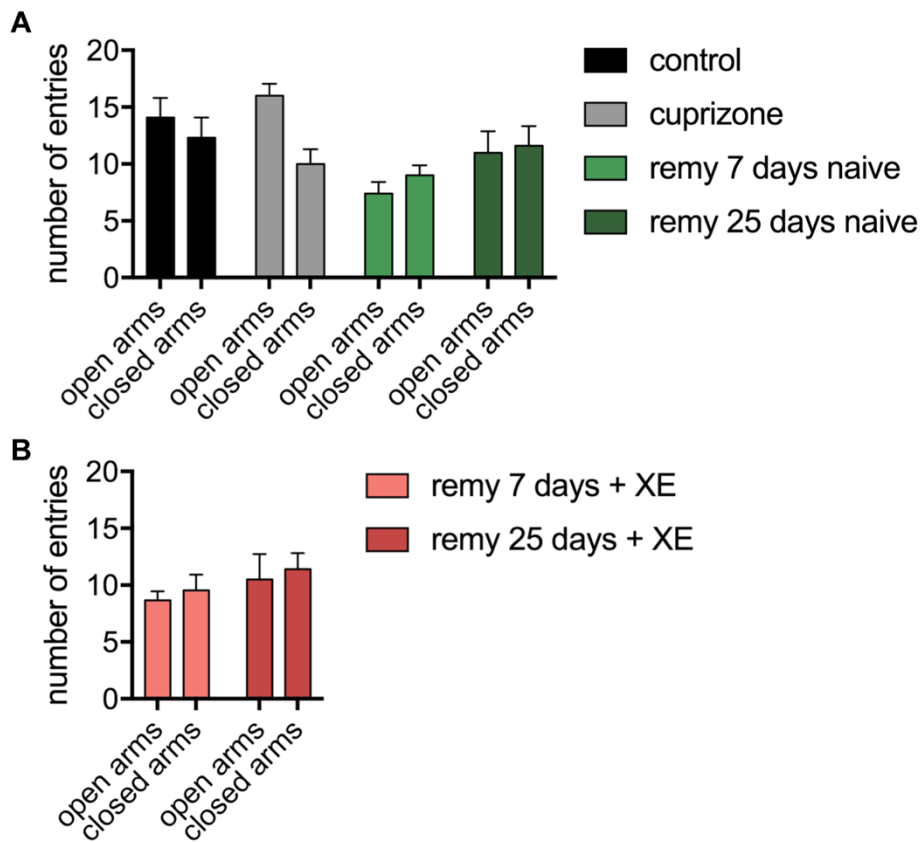 A
number of entries
20
15
10
5
0
open arms
closed arms
open arms
closed arms
open arms
closed arms
open arms
closed arms
control
cuprizone
remy 7 days naive
remy 25 days naive
B
number of entries
20
15
10
5
0
open arms
closed arms
open arms
closed arms
remy 7 days + XE
remy 25 days + XE